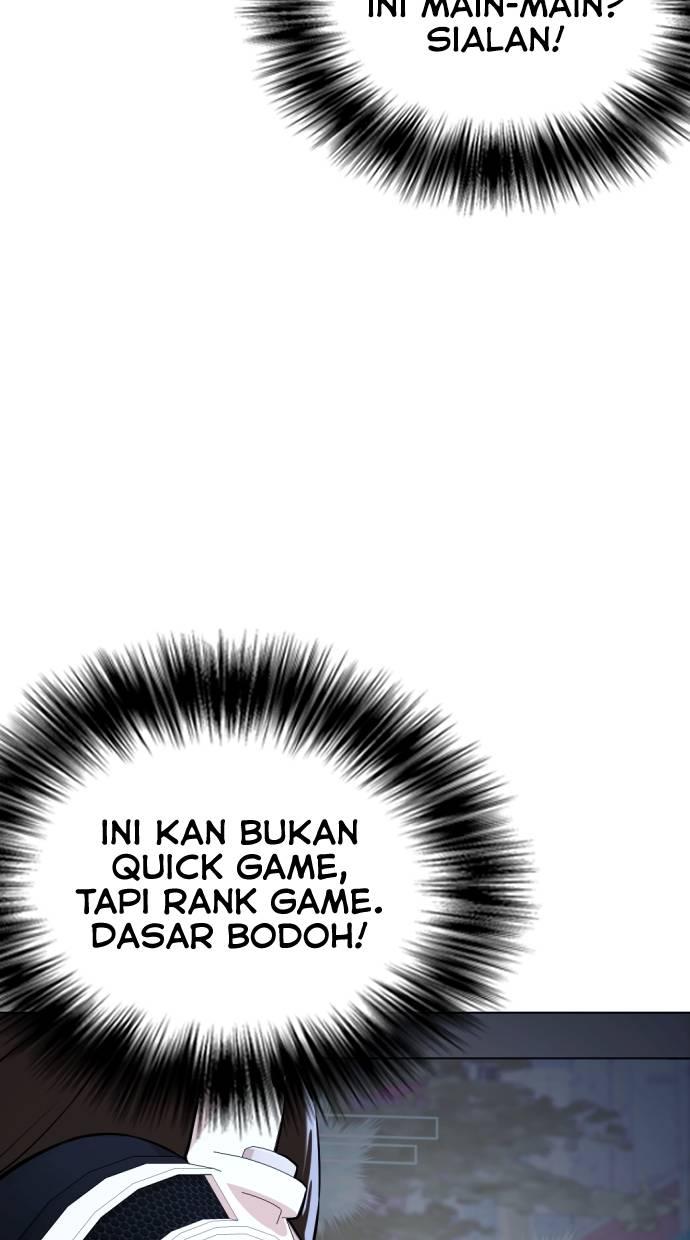 INI MAIN-MAIN?
SIALAN!
INI KAN BUKAN
QUICK GAME,
TAPI RANK GAME.
DASAR BODOH!